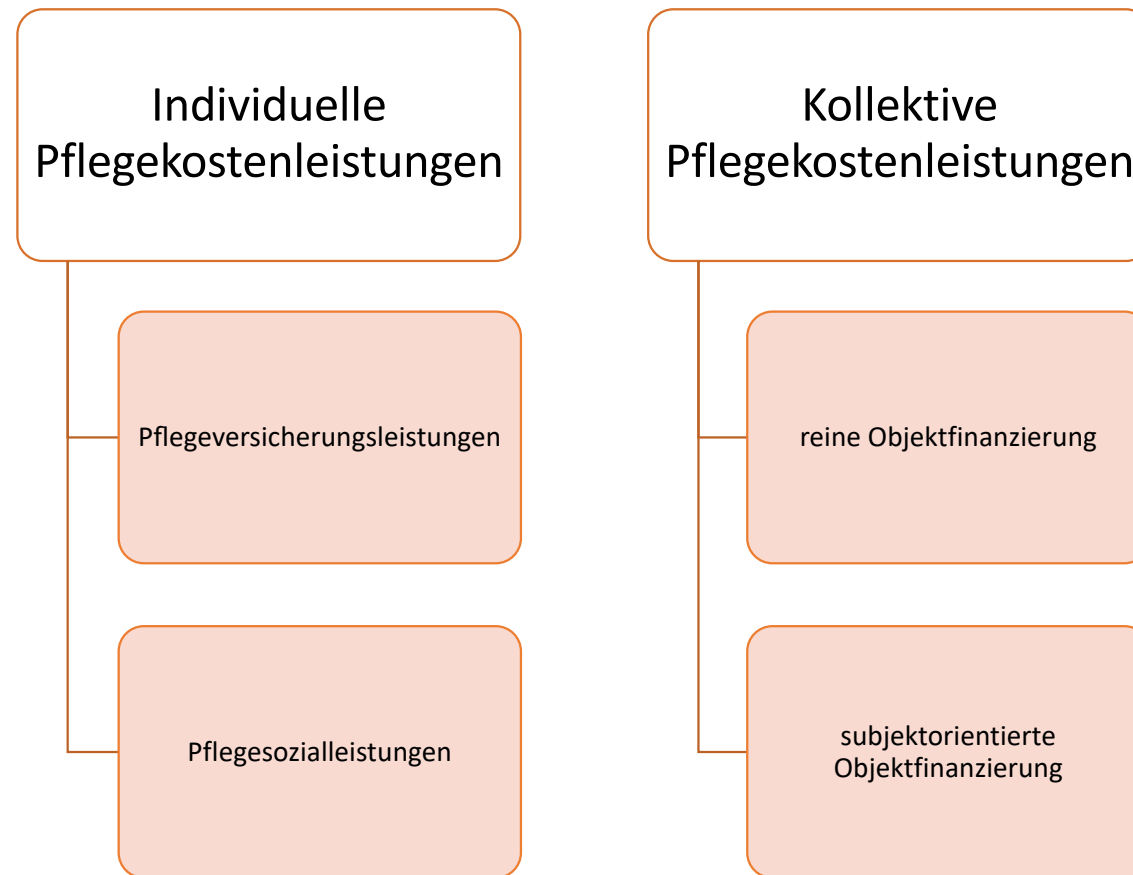 Individuelle
Pflegekostenleistungen
Pflegeversicherungsleistungen
Pflegesozialleistungen
Kollektive
Pflegekostenleistungen
reine Objektfinanzierung
subjektorientierte
Objektfinanzierung